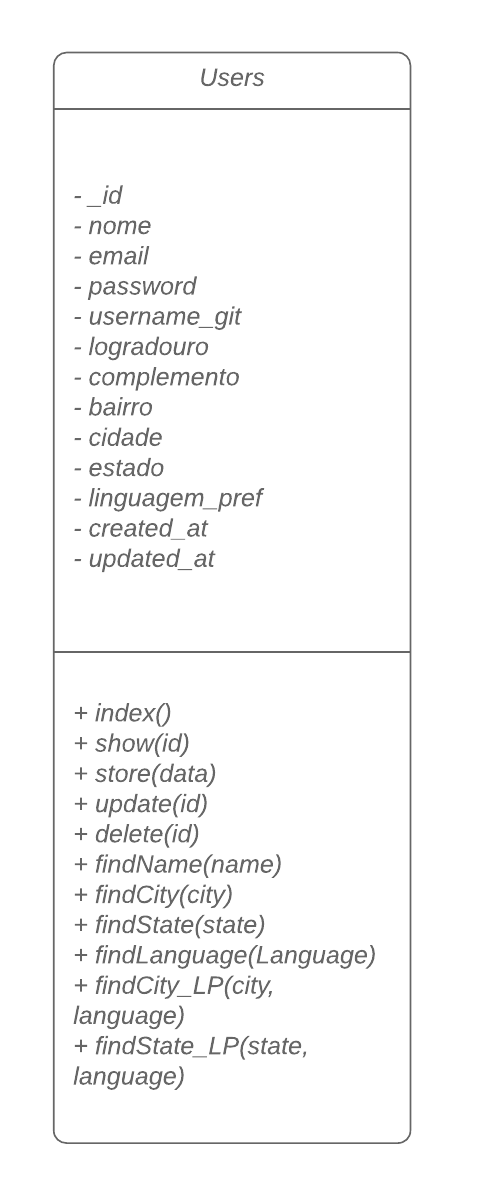 Users
- _id
- nome
- email
- password
- username_git
- logradouro
- complemento
- bairro
- cidade
- estado
- linguagem_pref
- created_at
- updated_at
+ index()
+ show(id)
+ store(data)
+ update(id)
+ delete(id)
+ findName(name)
+ findCity(city)
+ findState(state)
+ findLanguage(Language)
+ findCity_LP(city,
language)
+ findState_LP(state,
language)